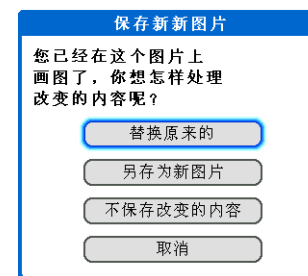 保存新新图片
您已经在这个图片上
画图了，你想怎样处理
改变的内容呢？
替换原来的
另存为新图片
不保存改变的内容
取消